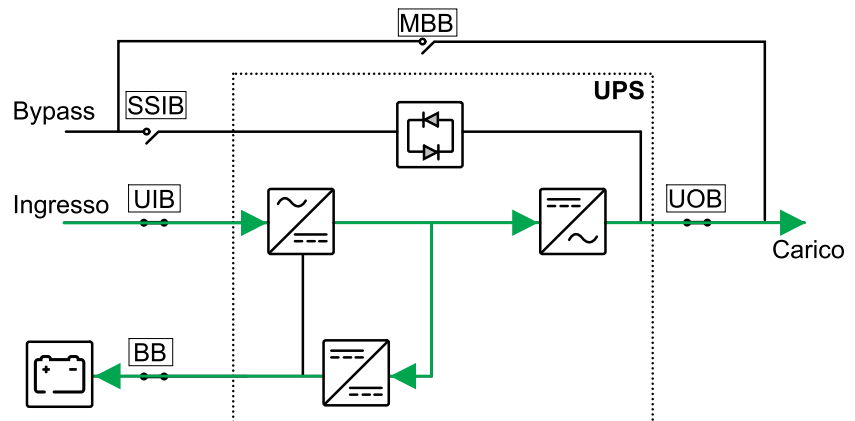 MBB
UPS
SSIB
Bypass
UIB
Ingresso
UOB
Carico
BB